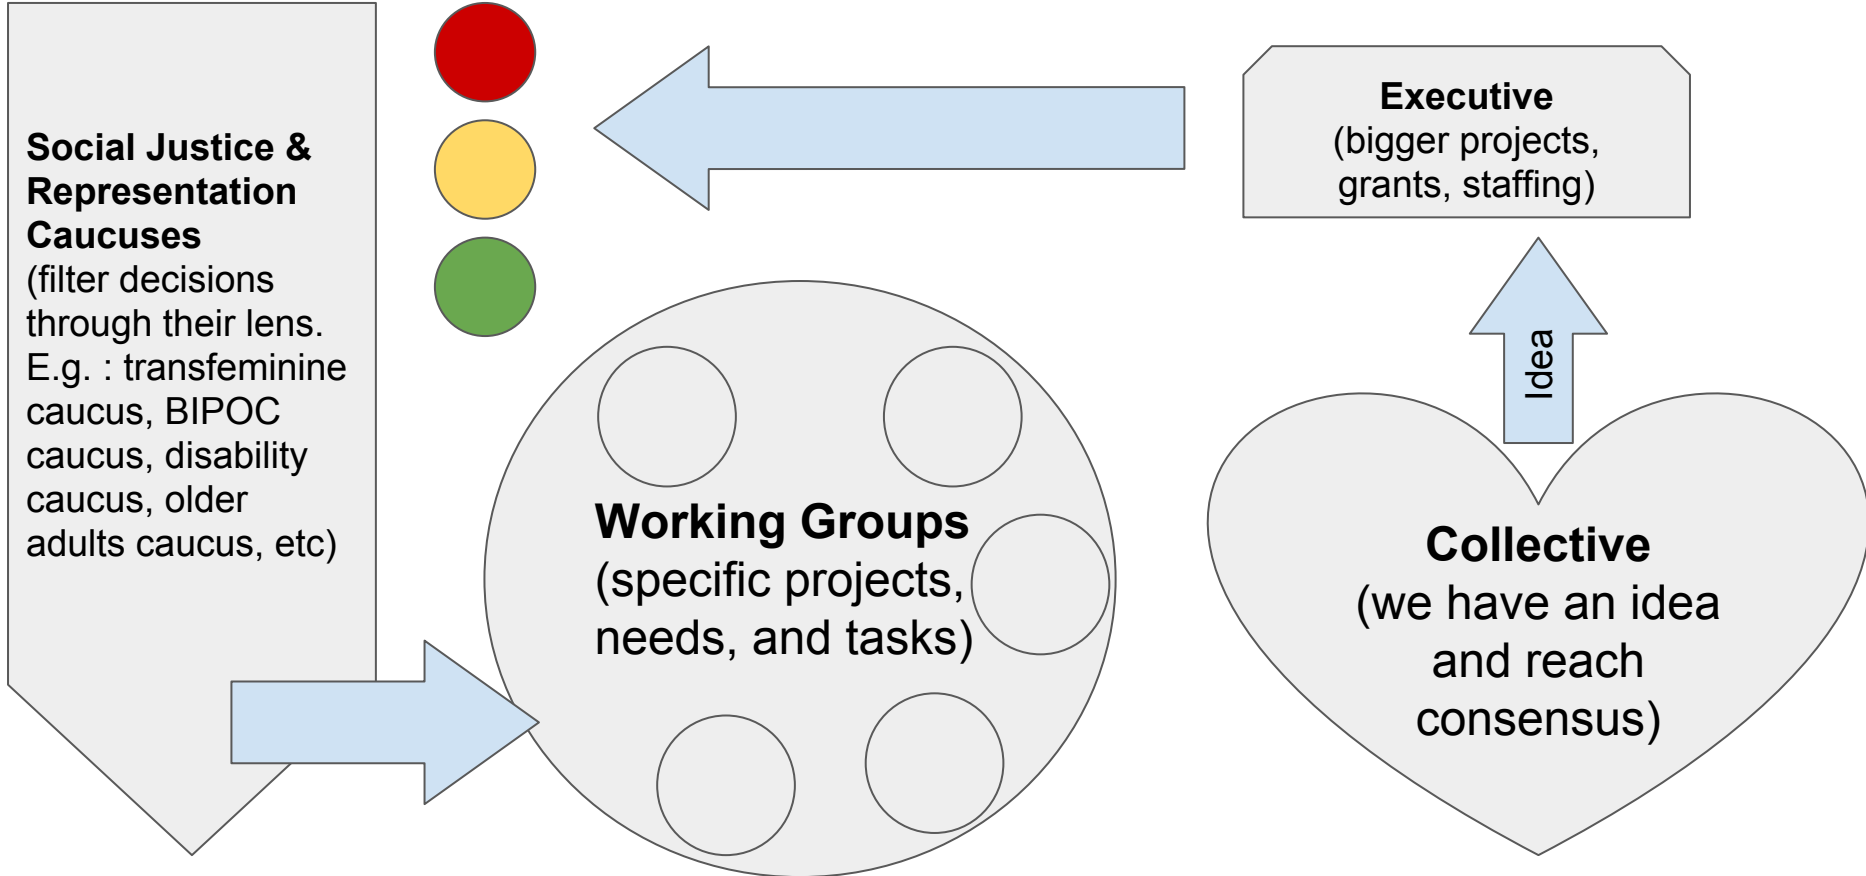 Social Justice &
Representation
Caucuses
(filter decisions
through their lens.
E.g. : transfeminine
caucus, BIPOC
caucus, disability
caucus, older
adults caucus, etc)
Executive
(bigger projects,
grants, staffing)
Idea
Working Groups
(specific projects,
needs, and tasks)
Collective
(we have an idea
and reach
consensus)